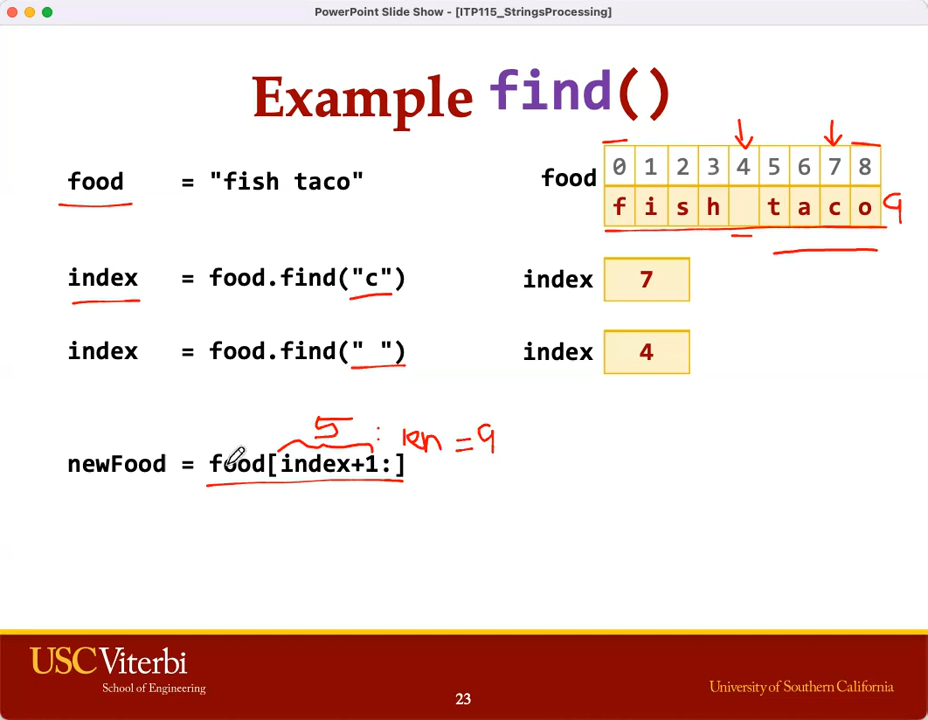 PowerPoint Slide Show - [ITP115_StringsProcessing]
Example find()
food = "fish taco"
food
0 1 2 3 4 5 6 7 8
f i s h t a c o 9
index = food.find("c")
index 7
index = food.find(" ")
index 4
5 : len = 9
newFood = food[index+1:]
USC Viterbi
School of Engineering
23
University of Southern California